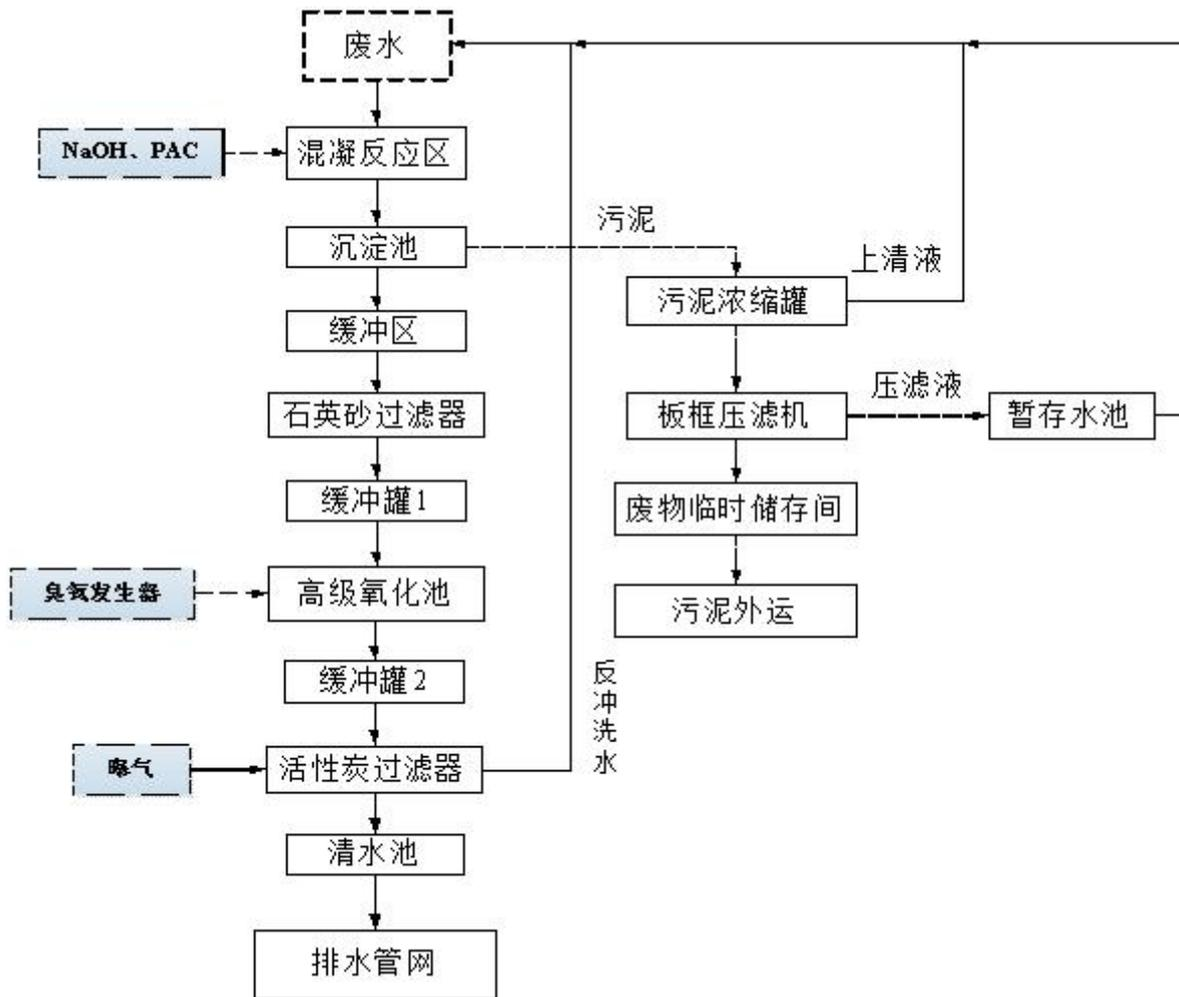 废水
NaOH、PAC
混凝反应区
污泥
沉淀池
上清液
污泥浓缩罐
缓冲区
压滤液
石英砂过滤器
板框压滤机
暂存水池
缓冲罐1
废物临时储存间
臭氧发生器
高级氧化池
污泥外运
缓冲罐2
反冲洗水
曝气
活性炭过滤器
清水池
排水管网